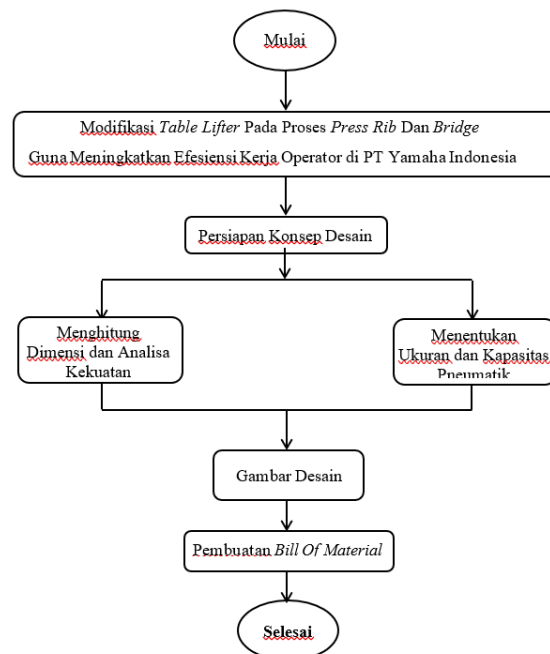 Mulai
Modifikasi Table Lifter Pada Proses Press Rib Dan Bridge
Guna Meningkatkan Efesiensi Kerja Operator di PT Yamaha Indonesia
Persiapan Konsep Desain
Menghitung
Dimensi dan Analisa
Kekuatan
Menentukan
Ukuran dan Kapasitas
Pneumatik
Gambar Desain
Pembuatan Bill Of Material
Selesai